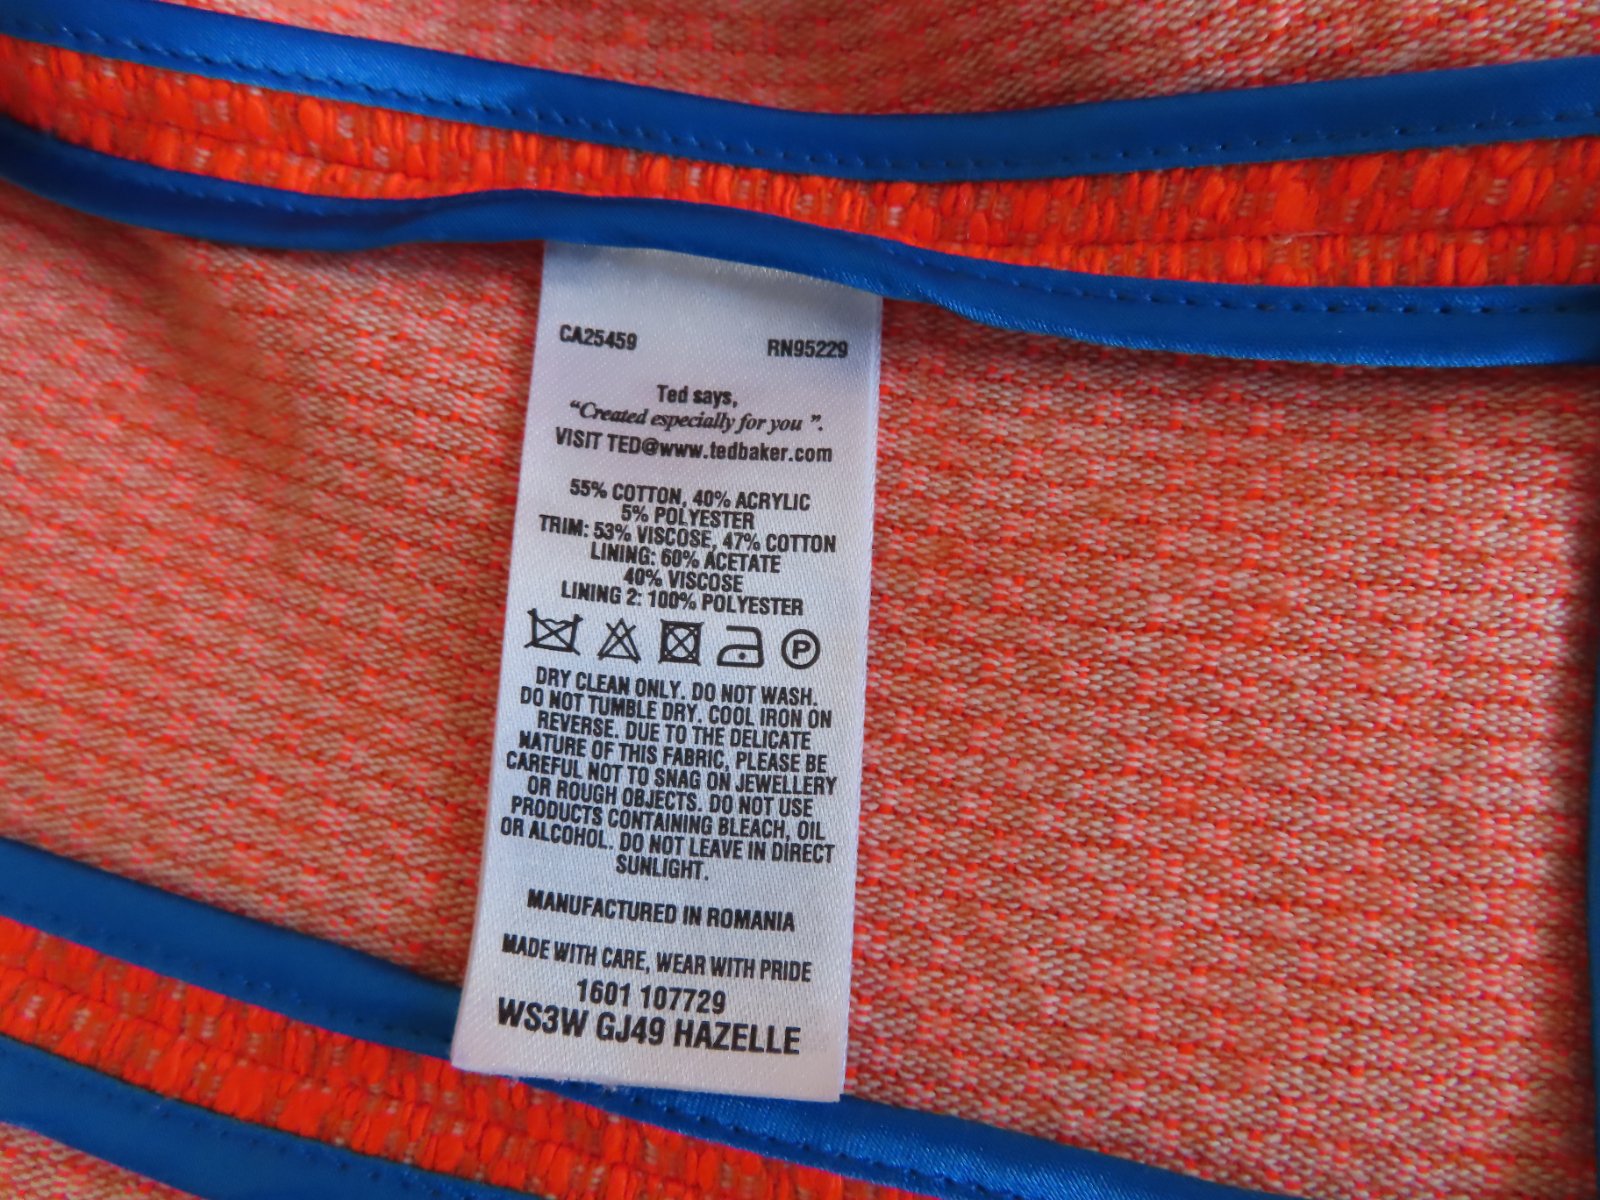 CA25459 RN95229
Ted says,
“Created especially for you ”.
VISIT TED@www.tedbaker.com
55% COTTON, 40% ACRYLIC
5% POLYESTER
TRIM: 53% VISCOSE, 47% COTTON
LINING: 60% ACETATE
40% VISCOSE
LINING 2: 100% POLYESTER
P
DRY CLEAN ONLY. DO NOT WASH.
DO NOT TUMBLE DRY. COOL IRON ON
REVERSE. DUE TO THE DELICATE
NATURE OF THIS FABRIC, PLEASE BE
CAREFUL NOT TO SNAG ON JEWELLERY
OR ROUGH OBJECTS. DO NOT USE
PRODUCTS CONTAINING BLEACH, OIL
OR ALCOHOL. DO NOT LEAVE IN DIRECT
SUNLIGHT.
MANUFACTURED IN ROMANIA
MADE WITH CARE, WEAR WITH PRIDE
1601 107729
WS3W GJ49 HAZELLE